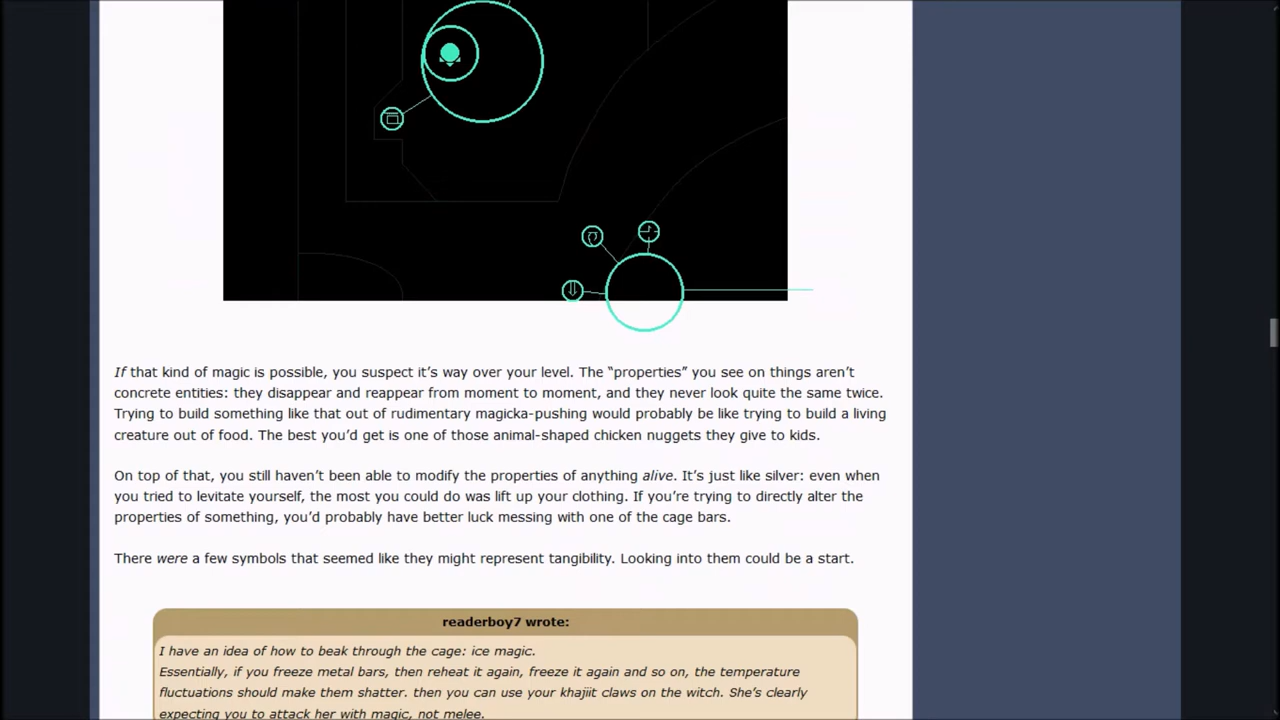 If that kind of magic is possible, you suspect it’s way over your level. The “properties” you see on things aren’t
concrete entities: they disappear and reappear from moment to moment, and they never look quite the same twice.
Trying to build something like that out of rudimentary magicka-pushing would probably be like trying to build a living
creature out of food. The best you’d get is one of those animal-shaped chicken nuggets they give to kids.
On top of that, you still haven’t been able to modify the properties of anything alive. It’s just like silver: even when
you tried to levitate yourself, the most you could do was lift up your clothing. If you’re trying to directly alter the
properties of something, you’d probably have better luck messing with one of the cage bars.
There were a few symbols that seemed like they might represent tangibility. Looking into them could be a start.
readerboy7 wrote:
I have an idea of how to beak through the cage: ice magic.
Essentially, if you freeze metal bars, then reheat it again, freeze it again and so on, the temperature
fluctuations should make them shatter. then you can use your khajiit claws on the witch. She’s clearly
expecting you to attack her with magic, not melee.